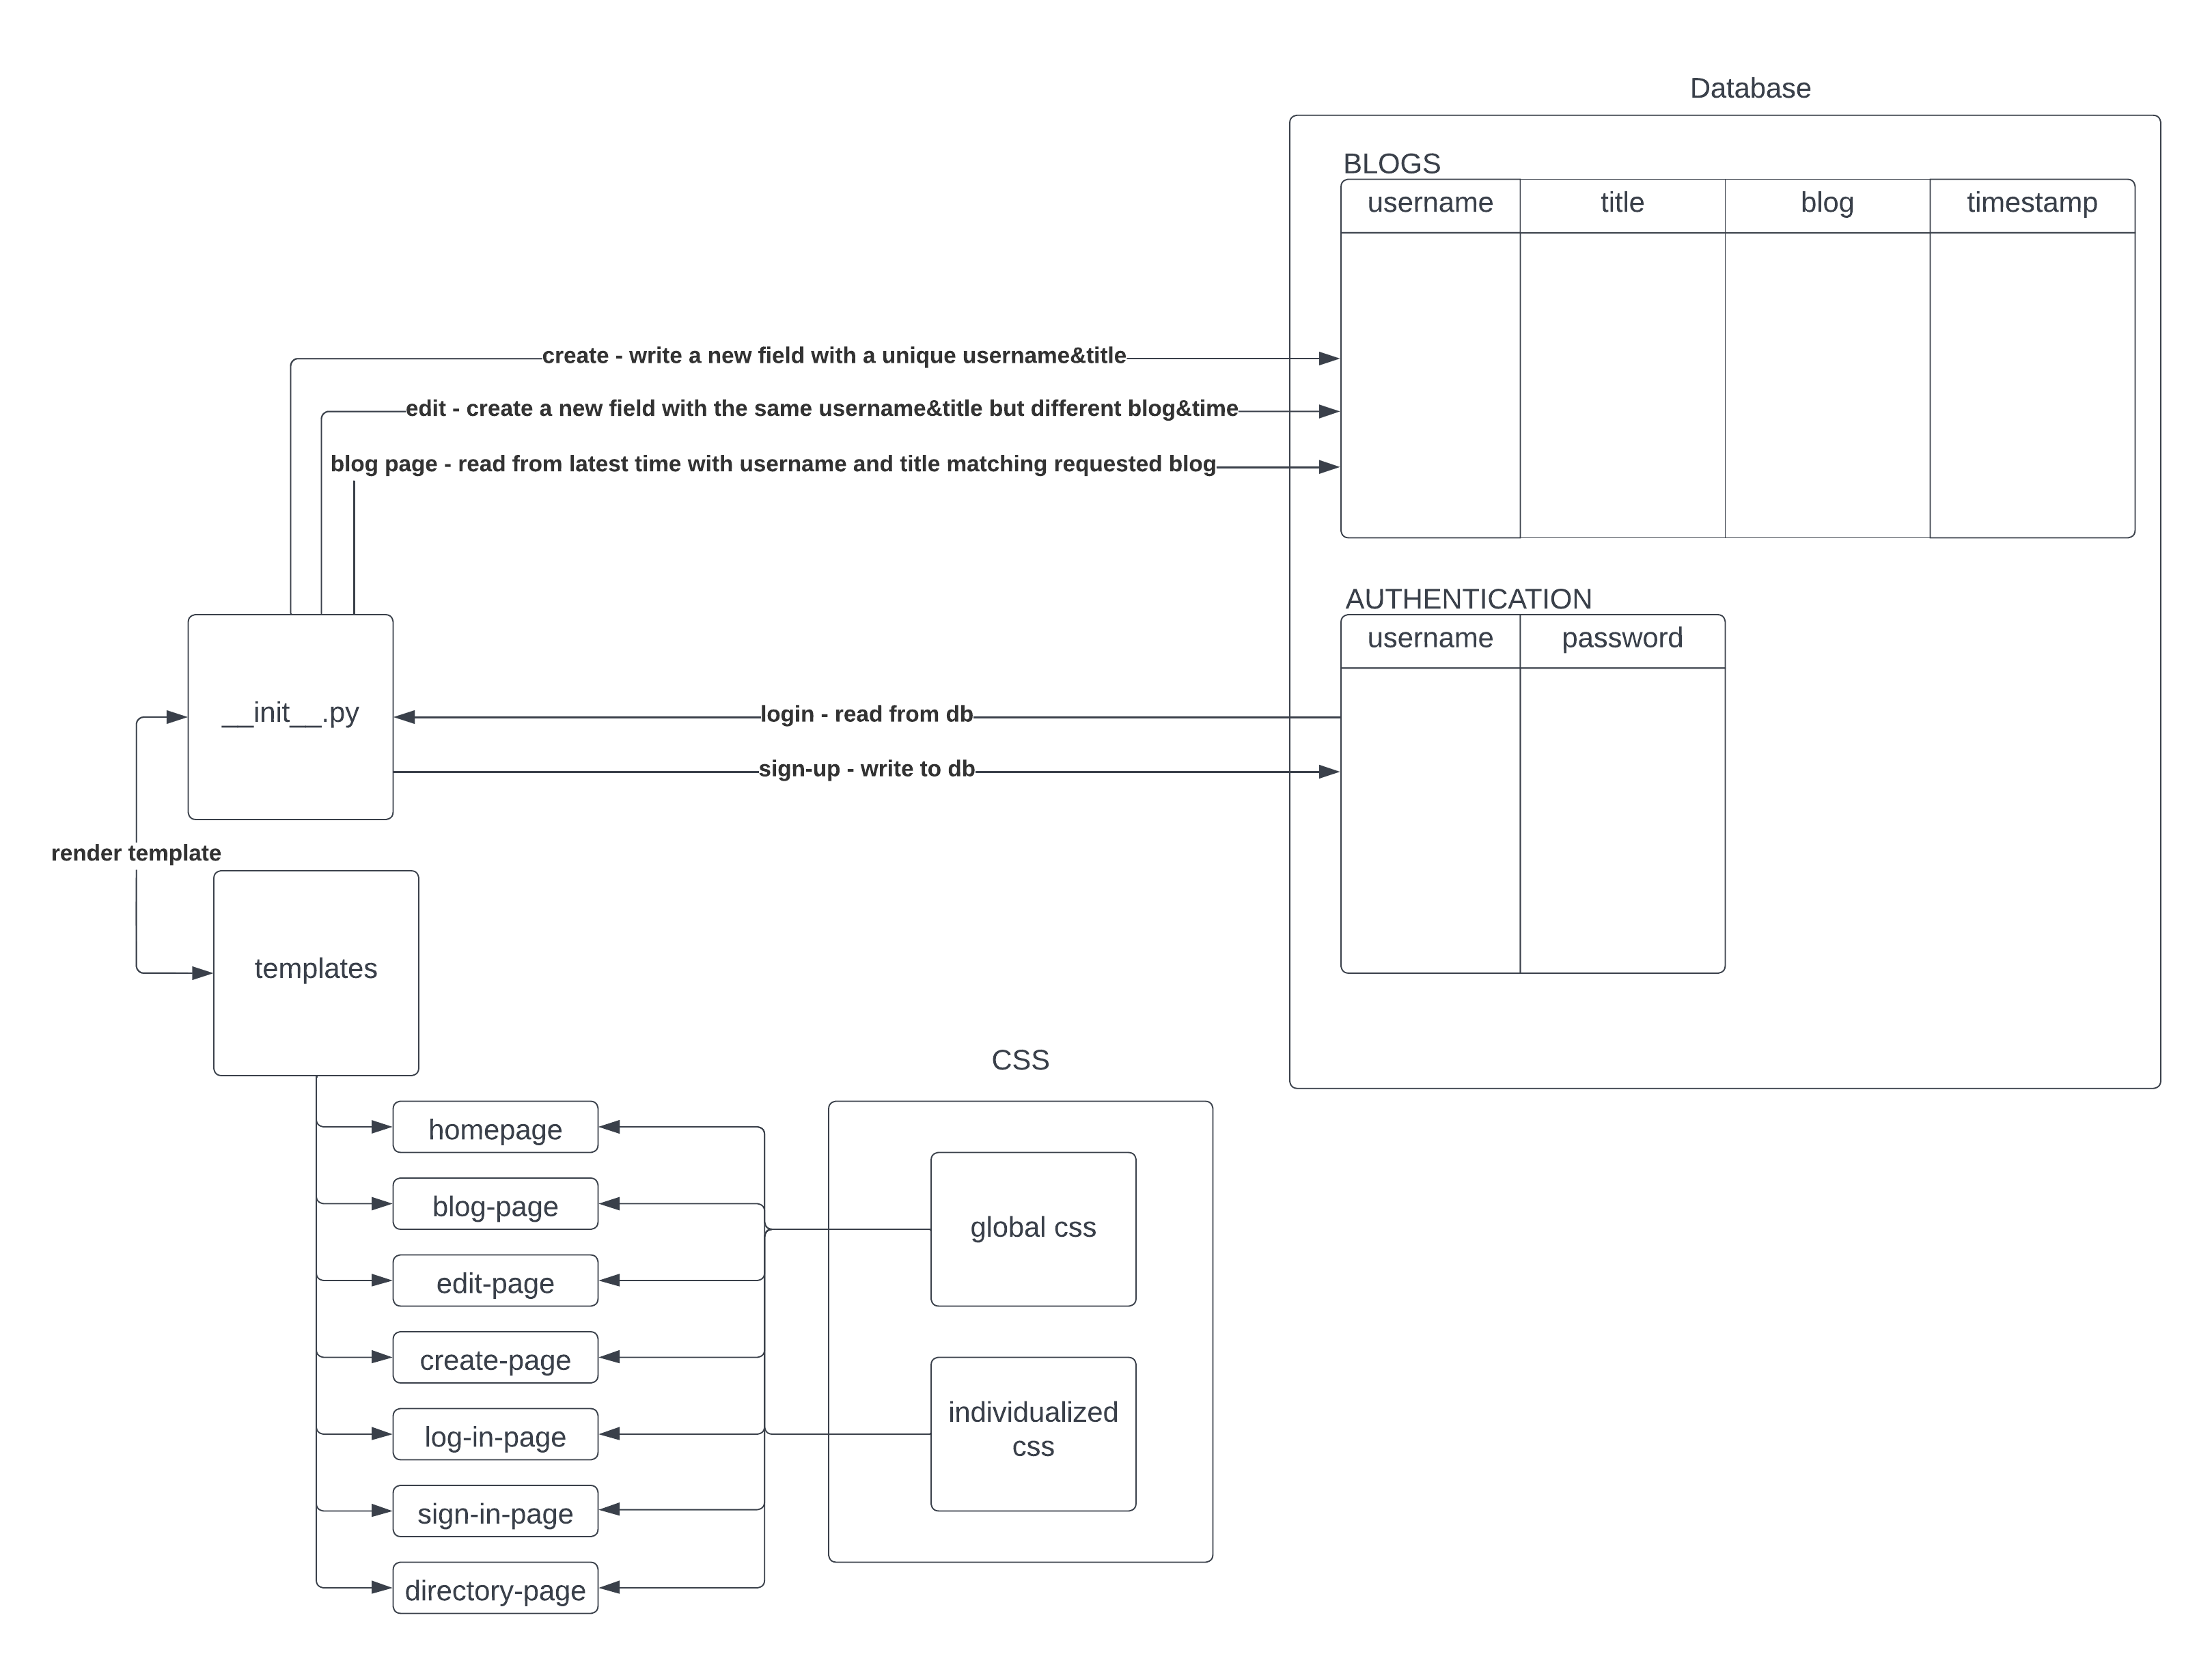 Database
BLOGS
username title blog timestamp
create - write a new field with a unique username&title
edit - create a new field with the same username&title but different blog&time
blog page - read from latest time with username and title matching requested blog
AUTHENTICATION
username password
__init__.py
login - read from db
sign-up - write to db
render template
templates
CSS
homepage
blog-page
edit-page
create-page
log-in-page
sign-in-page
directory-page
global css
individualized
css